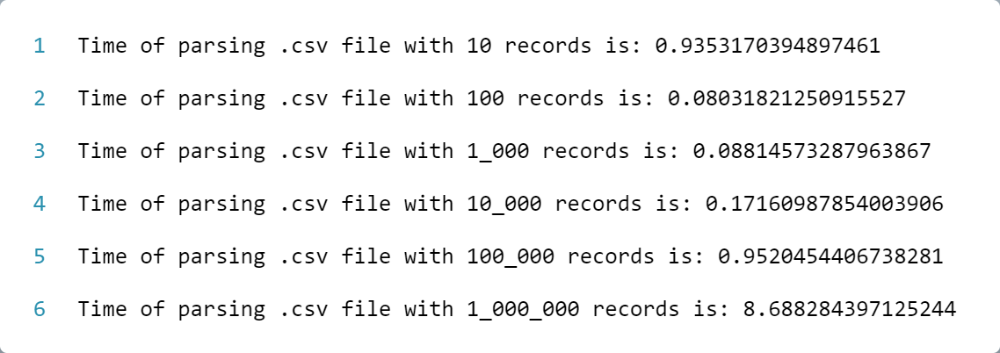 1 Time of parsing .csv file with 10 records is: 0.9353170394897461
2 Time of parsing .csv file with 100 records is: 0.08031821250915527
3 Time of parsing .csv file with 1_000 records is: 0.08814573287963867
4 Time of parsing .csv file with 10_000 records is: 0.17160987854003906
5 Time of parsing .csv file with 100_000 records is: 0.9520454406738281
6 Time of parsing .csv file with 1_000_000 records is: 8.688284397125244